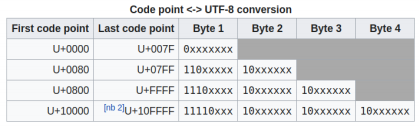 Code point <-> UTF-8 conversion
First code point Last code point Byte 1 Byte 2 Byte 3 Byte 4
U+0000 U+007F 0xxxxxxx
U+0080 U+07FF 110xxxxx 10xxxxxx
U+0800 U+FFFF 1110xxxx 10xxxxxx 10xxxxxx
U+10000 [nb 2]U+10FFFF 11110xxx 10xxxxxx 10xxxxxx 10xxxxxx